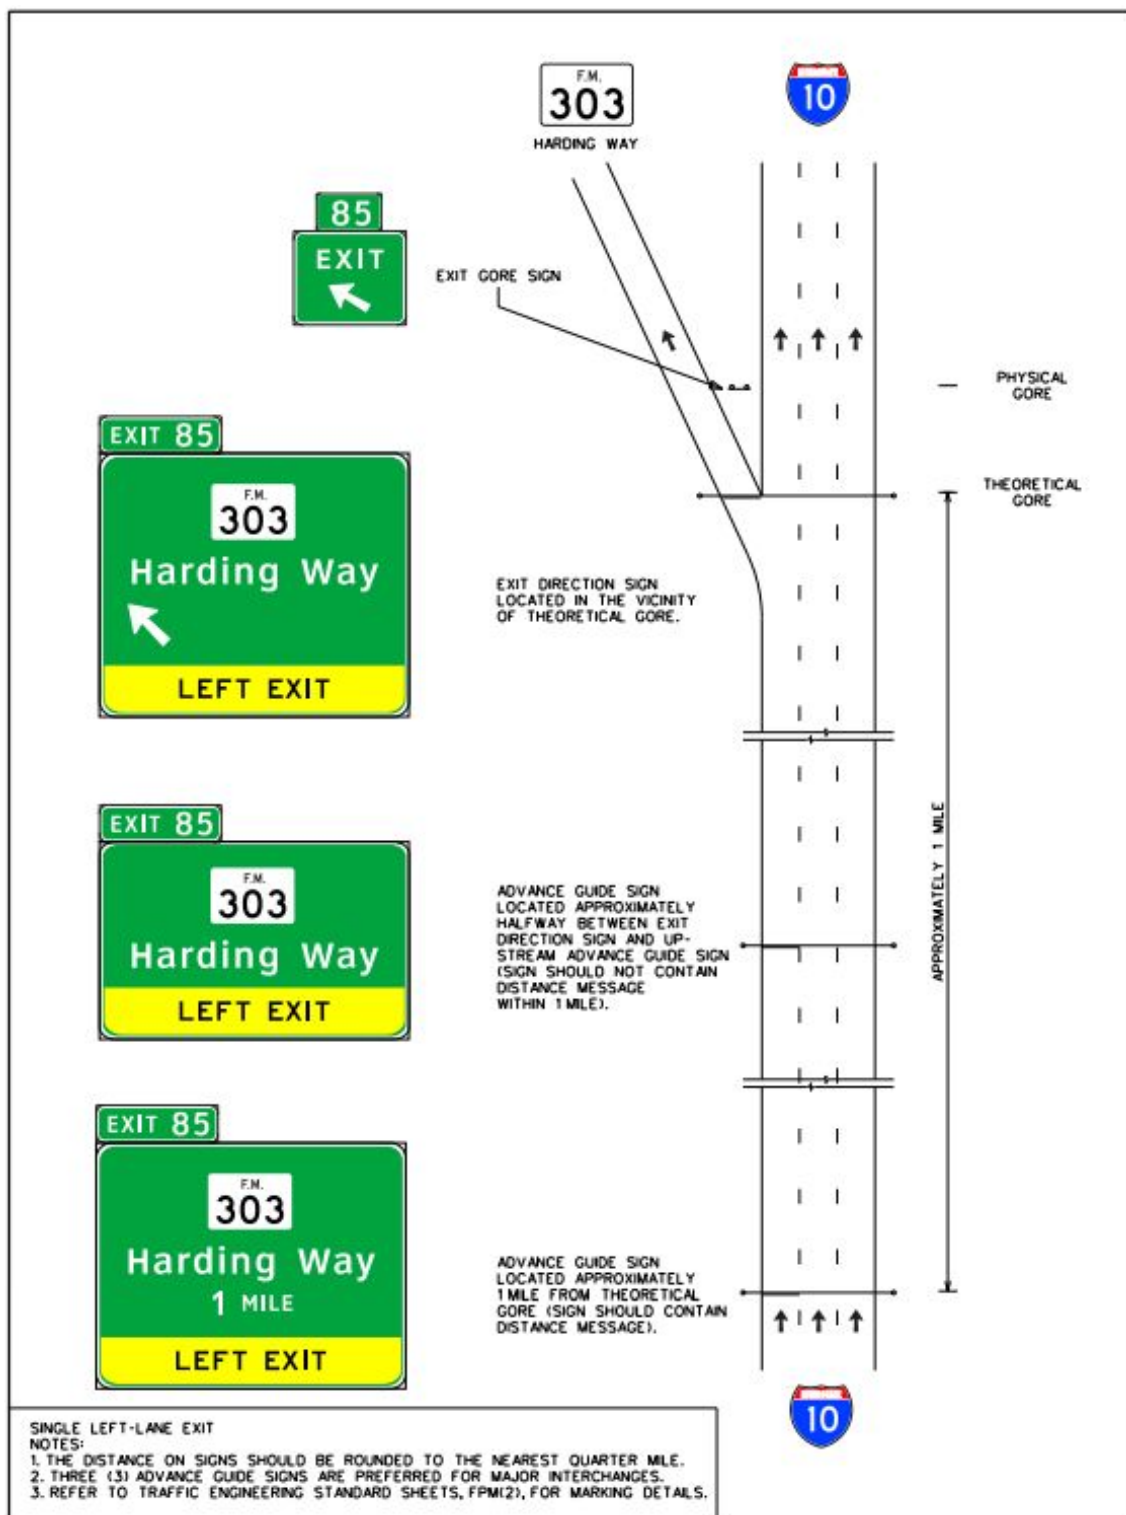 F.M.
303
HARDING WAY
10
85
EXIT
EXIT GORE SIGN
PHYSICAL
GORE
THEORETICAL
GORE
EXIT 85
F.M.
303
Harding Way
LEFT EXIT
EXIT DIRECTION SIGN
LOCATED IN THE VICINITY
OF THEORETICAL GORE.
APPROXIMATELY 1 MILE
EXIT 85
F.M.
303
Harding Way
LEFT EXIT
ADVANCE GUIDE SIGN
LOCATED APPROXIMATELY
HALFWAY BETWEEN EXIT
DIRECTION SIGN AND UP-
STREAM ADVANCE GUIDE SIGN
(SIGN SHOULD NOT CONTAIN
DISTANCE MESSAGE
WITHIN 1 MILE).
EXIT 85
F.M.
303
Harding Way
1 MILE
LEFT EXIT
ADVANCE GUIDE SIGN
LOCATED APPROXIMATELY
1 MILE FROM THEORETICAL
GORE (SIGN SHOULD CONTAIN
DISTANCE MESSAGE).
10
SINGLE LEFT-LANE EXIT
NOTES:
1. THE DISTANCE ON SIGNS SHOULD BE ROUNDED TO THE NEAREST QUARTER MILE.
2. THREE (3) ADVANCE GUIDE SIGNS ARE PREFERRED FOR MAJOR INTERCHANGES.
3. REFER TO TRAFFIC ENGINEERING STANDARD SHEETS, FPM(2), FOR MARKING DETAILS.